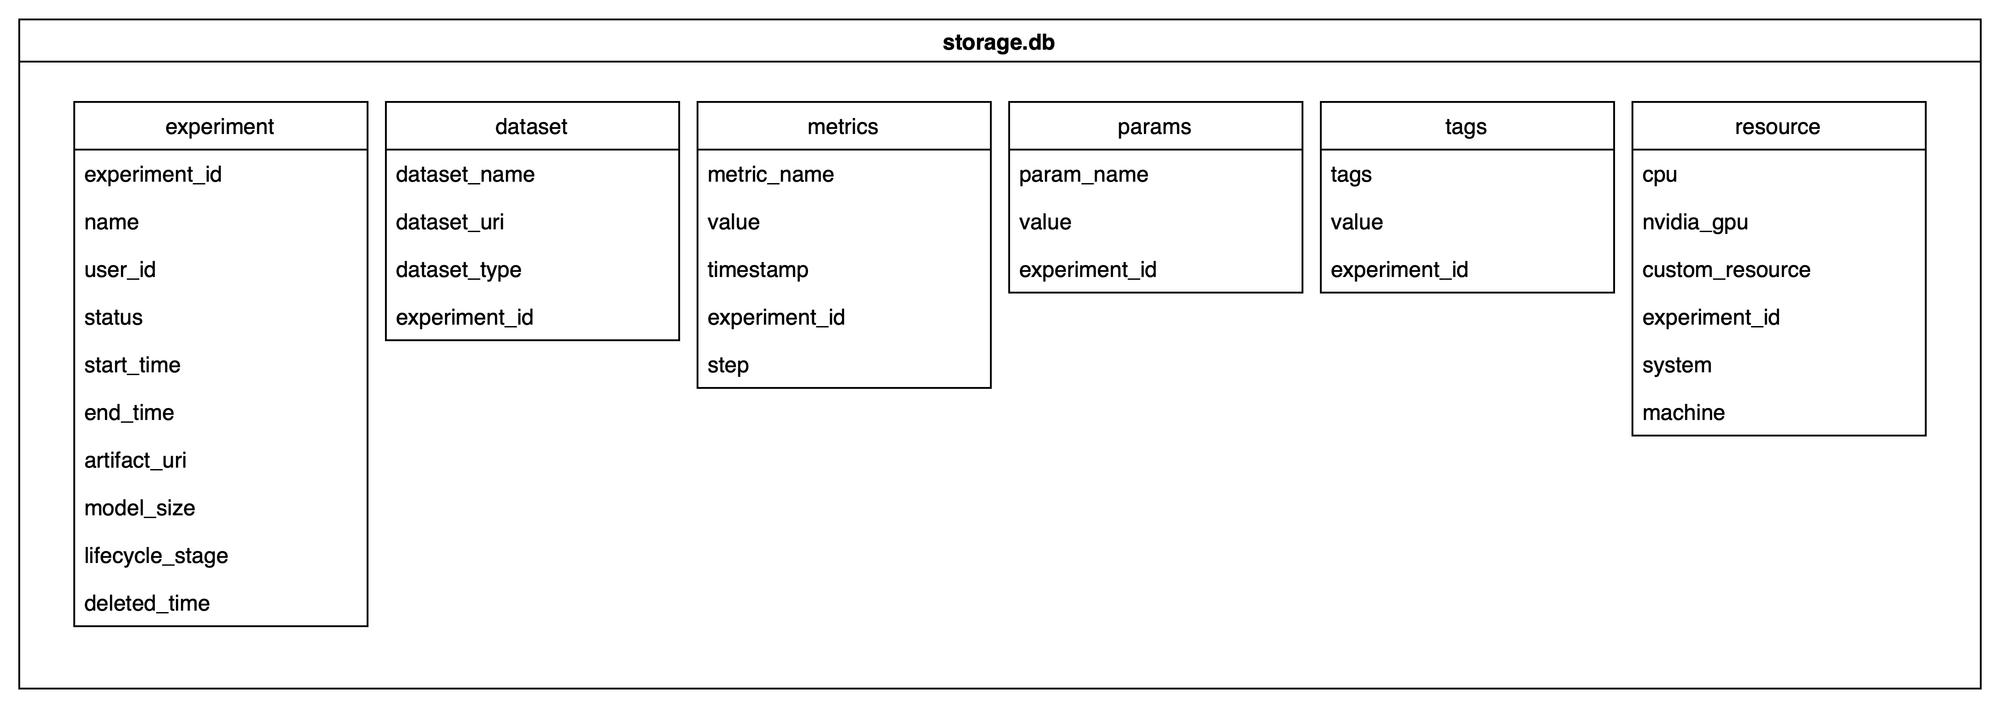 storage.db
experiment
experiment_id
name
user_id
status
start_time
end_time
artifact_uri
model_size
lifecycle_stage
deleted_time
dataset
dataset_name
dataset_uri
dataset_type
experiment_id
metrics
metric_name
value
timestamp
experiment_id
step
params
param_name
value
experiment_id
tags
tags
value
experiment_id
resource
cpu
nvidia_gpu
custom_resource
experiment_id
system
machine